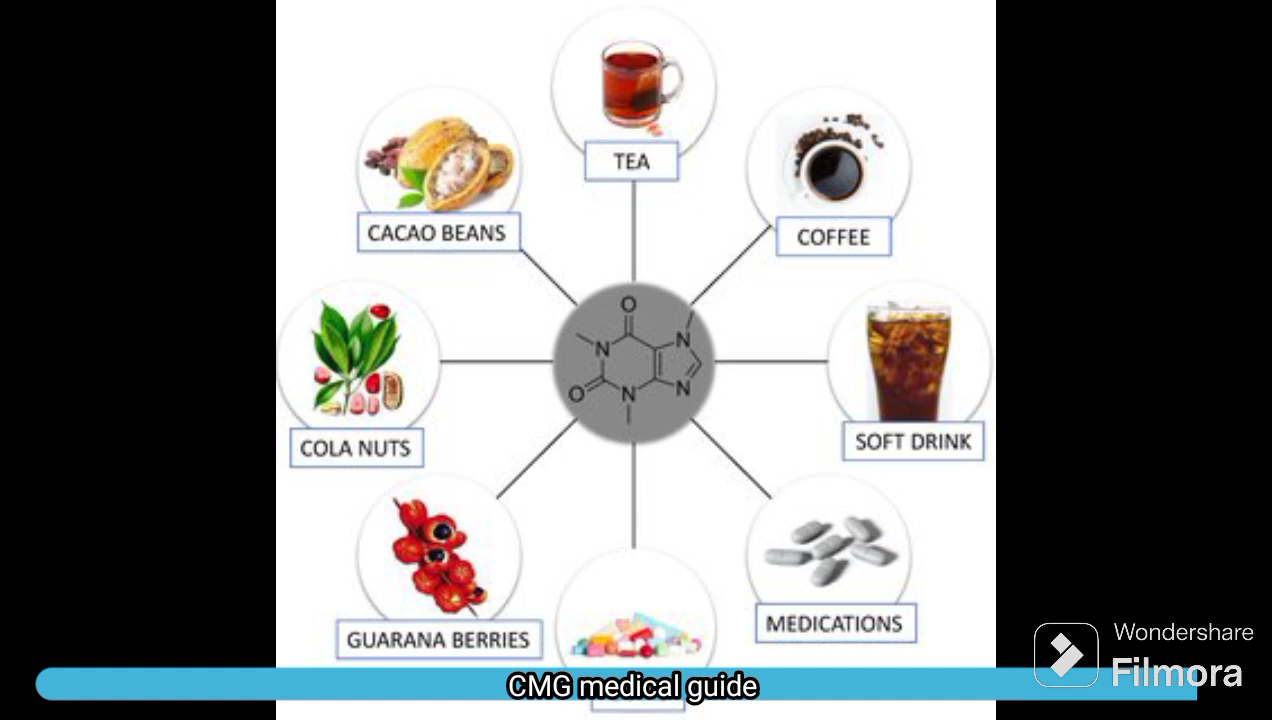 TEA
CACAO BEANS
COFFEE
O
N
N
O
N
N
COLA NUTS
SOFT DRINK
GUARANA BERRIES
MEDICATIONS
CMG medical guide
Wondershare
Filmora